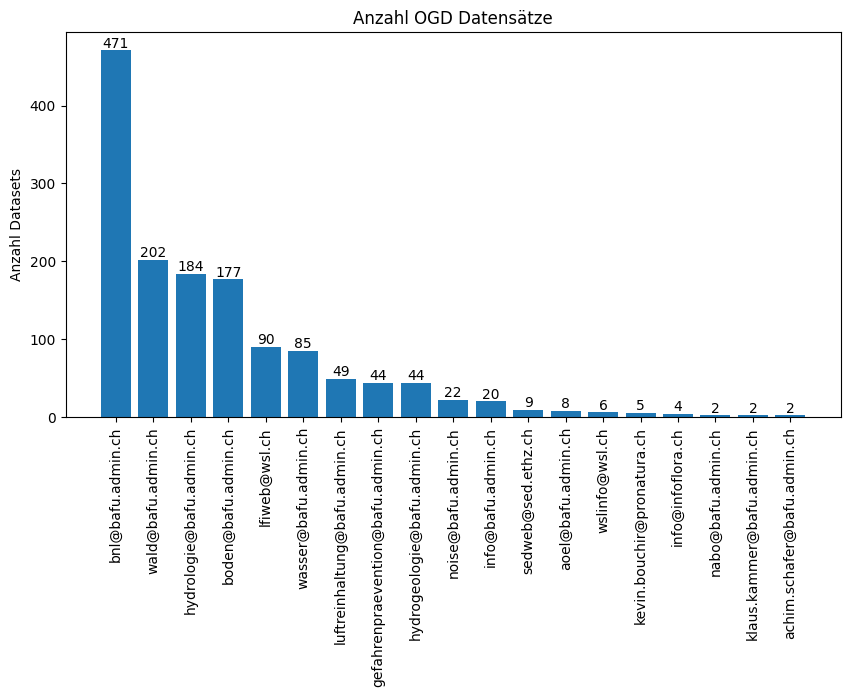 Anzahl OGD Datensätze
Anzahl Datasets
400
300
200
100
0
471
202
184
177
90
85
49
44
44
22
20
9
8
6
5
4
2
2
2
bnl@bafu.admin.ch
wald@bafu.admin.ch
hydrologie@bafu.admin.ch
boden@bafu.admin.ch
lfiweb@wsl.ch
wasser@bafu.admin.ch
luftreinhaltung@bafu.admin.ch
gefahrenpraevention@bafu.admin.ch
hydrogeologie@bafu.admin.ch
noise@bafu.admin.ch
info@bafu.admin.ch
sedweb@sed.ethz.ch
aoel@bafu.admin.ch
wslinfo@wsl.ch
kevin.bouchir@pronatura.ch
info@infoflora.ch
nabo@bafu.admin.ch
klaus.kammer@bafu.admin.ch
achim.schafer@bafu.admin.ch